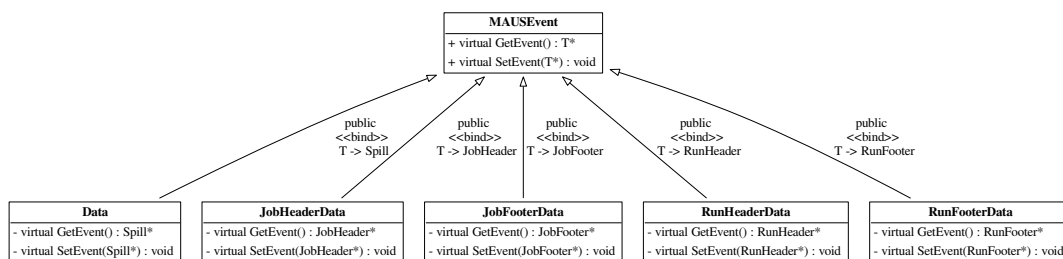 MAUSEvent
+ virtual GetEvent() : T*
+ virtual SetEvent(T*) : void
public
<<bind>>
T -> Spill
public
<<bind>>
T -> JobHeader
public
<<bind>>
T -> JobFooter
public
<<bind>>
T -> RunHeader
public
<<bind>>
T -> RunFooter
Data
- virtual GetEvent() : Spill*
- virtual SetEvent(Spill*) : void
JobHeaderData
- virtual GetEvent() : JobHeader*
- virtual SetEvent(JobHeader*) : void
JobFooterData
- virtual GetEvent() : JobFooter*
- virtual SetEvent(JobFooter*) : void
RunHeaderData
- virtual GetEvent() : RunHeader*
- virtual SetEvent(RunHeader*) : void
RunFooterData
- virtual GetEvent() : RunFooter*
- virtual SetEvent(RunFooter*) : void